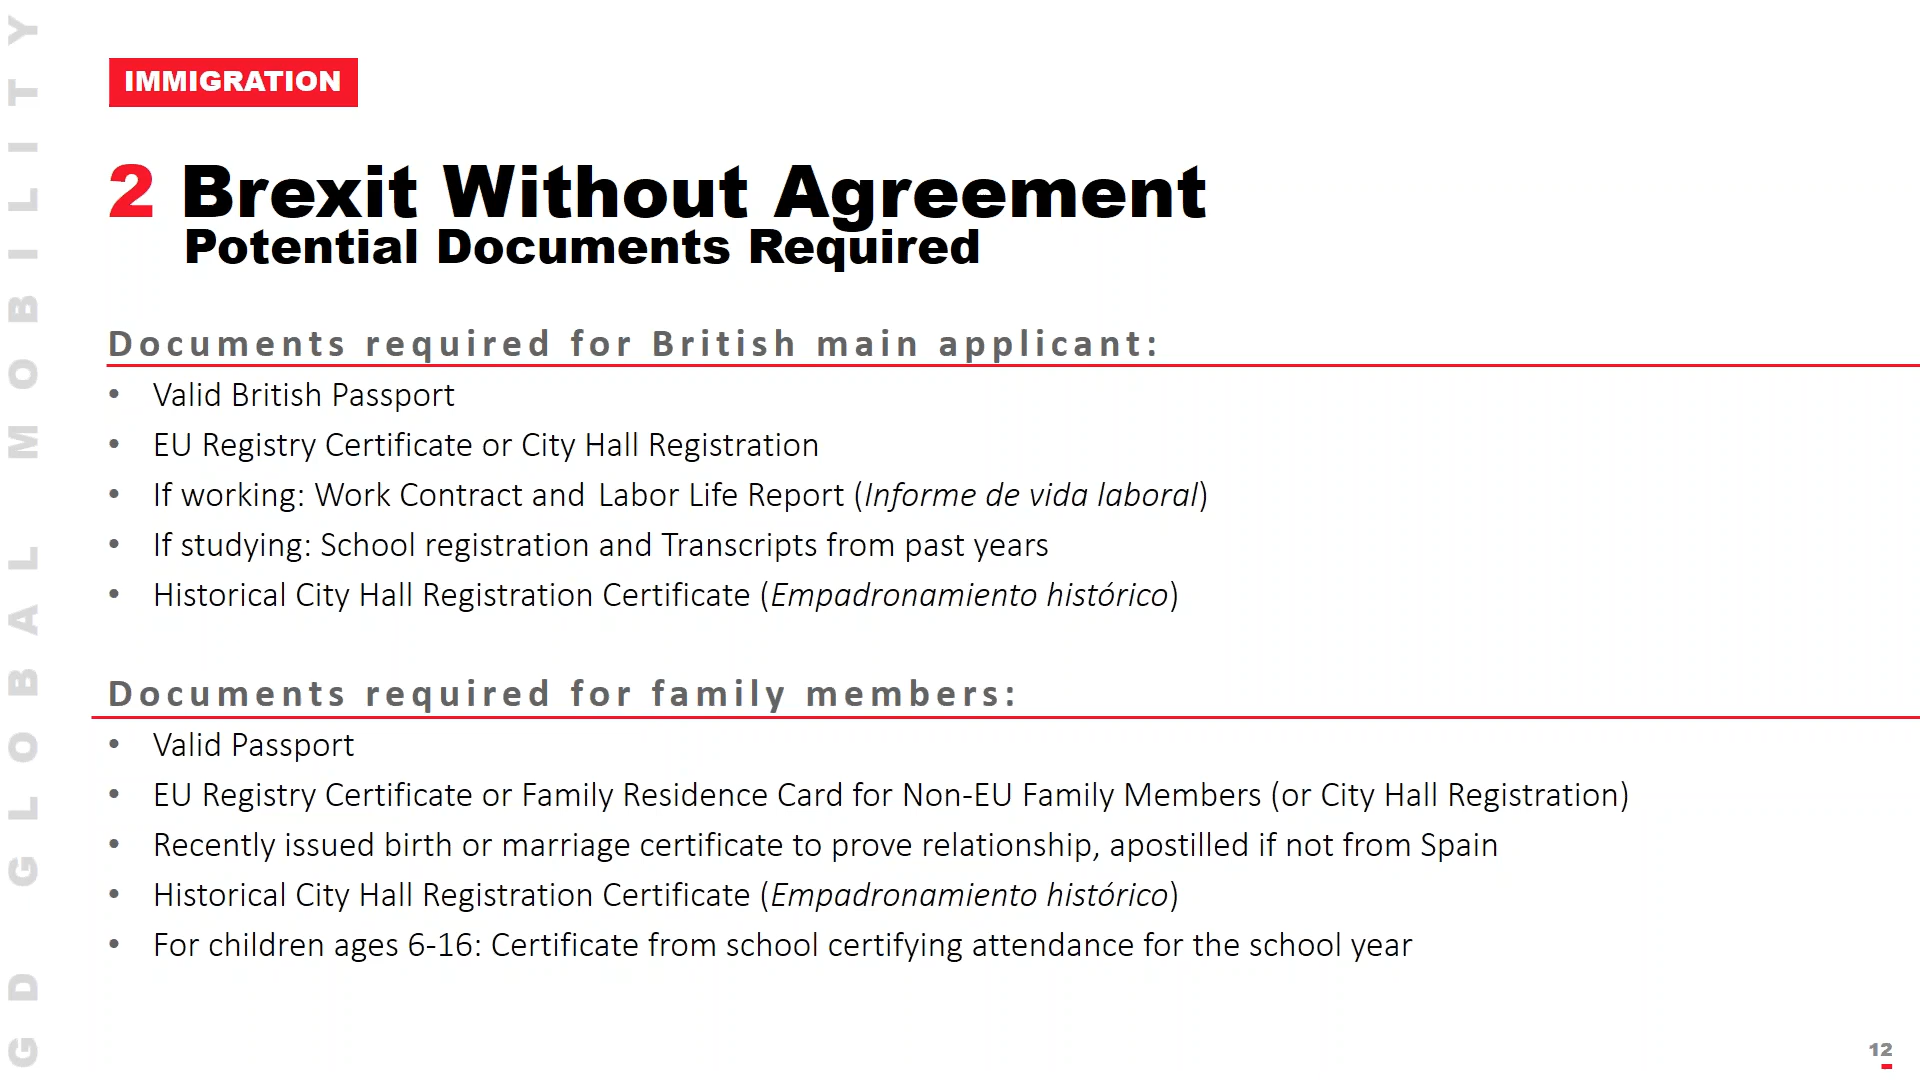 GD GLOBAL MOBILITY
IMMIGRATION
2 Brexit Without Agreement
Potential Documents Required
Documents required for British main applicant:
• Valid British Passport
• EU Registry Certificate or City Hall Registration
• If working: Work Contract and Labor Life Report (Informe de vida laboral)
• If studying: School registration and Transcripts from past years
• Historical City Hall Registration Certificate (Empadronamiento histórico)
Documents required for family members:
• Valid Passport
• EU Registry Certificate or Family Residence Card for Non-EU Family Members (or City Hall Registration)
• Recently issued birth or marriage certificate to prove relationship, apostilled if not from Spain
• Historical City Hall Registration Certificate (Empadronamiento histórico)
• For children ages 6-16: Certificate from school certifying attendance for the school year
12